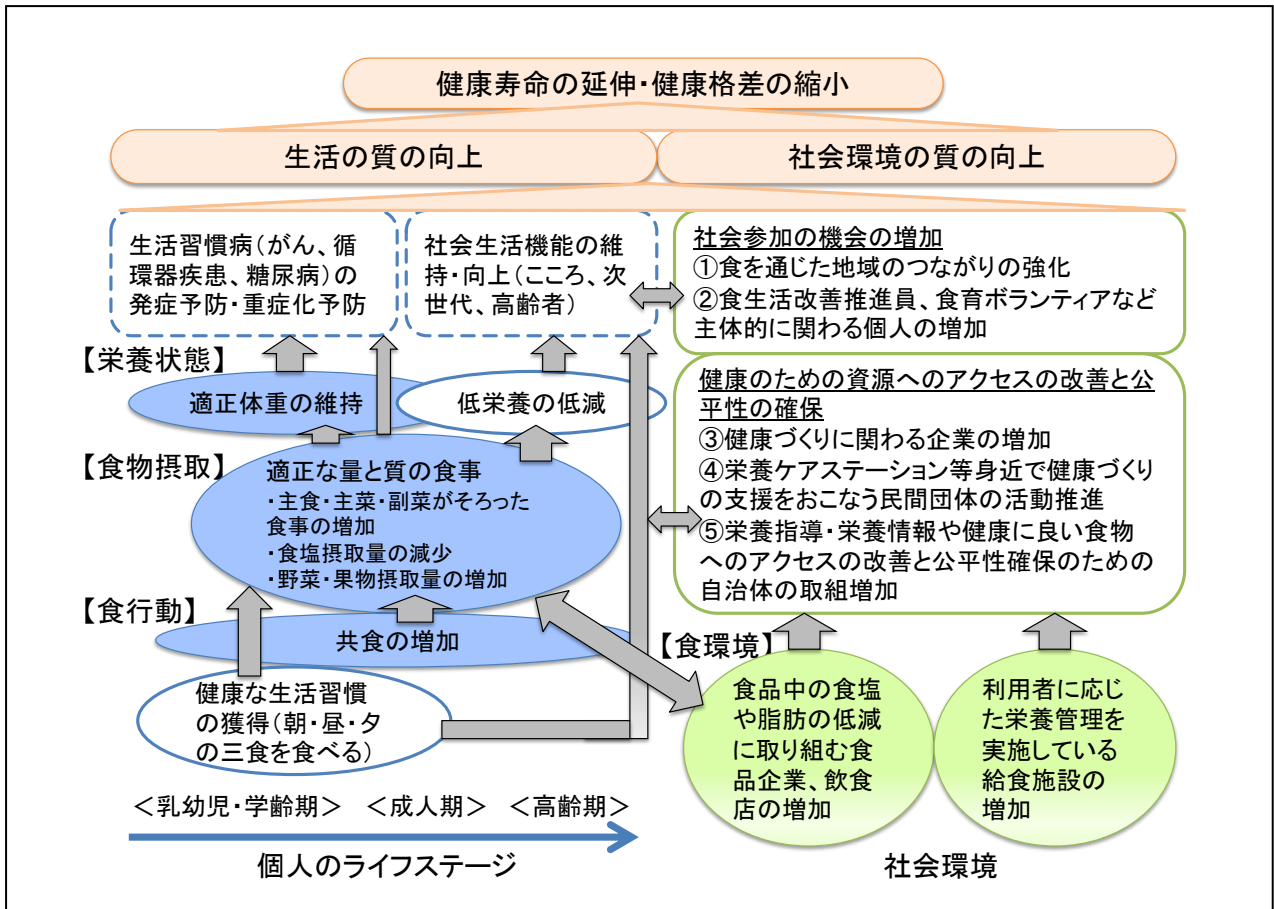 健康寿命の延伸・健康格差の縮小
生活の質の向上
社会環境の質の向上
生活習慣病(がん、循
環器疾患、糖尿病)の
発症予防・重症化予防
社会生活機能の維
持・向上(こころ、次
世代、高齢者)
社会参加の機会の増加
①食を通じた地域のつながりの強化
②食生活改善推進員、食育ボランティアなど
主体的に関わる個人の増加
【栄養状態】
適正体重の維持
低栄養の低減
健康のための資源へのアクセスの改善と公
平性の確保
③健康づくりに関わる企業の増加
④栄養ケアステーション等身近で健康づくり
の支援をおこなう民間団体の活動推進
⑤栄養指導・栄養情報や健康に良い食物
へのアクセスの改善と公平性確保のための
自治体の取組増加
【食物摂取】
適正な量と質の食事
・主食・主菜・副菜がそろった
食事の増加
・食塩摂取量の減少
・野菜・果物摂取量の増加
【食行動】
共食の増加
健康な生活習慣
の獲得(朝・昼・夕
の三食を食べる)
【食環境】
食品中の食塩
や脂肪の低減
に取り組む食
品企業、飲食
店の増加
利用者に応じ
た栄養管理を
実施している
給食施設の
増加
<乳幼児・学齢期> <成人期> <高齢期>
個人のライフステージ
社会環境